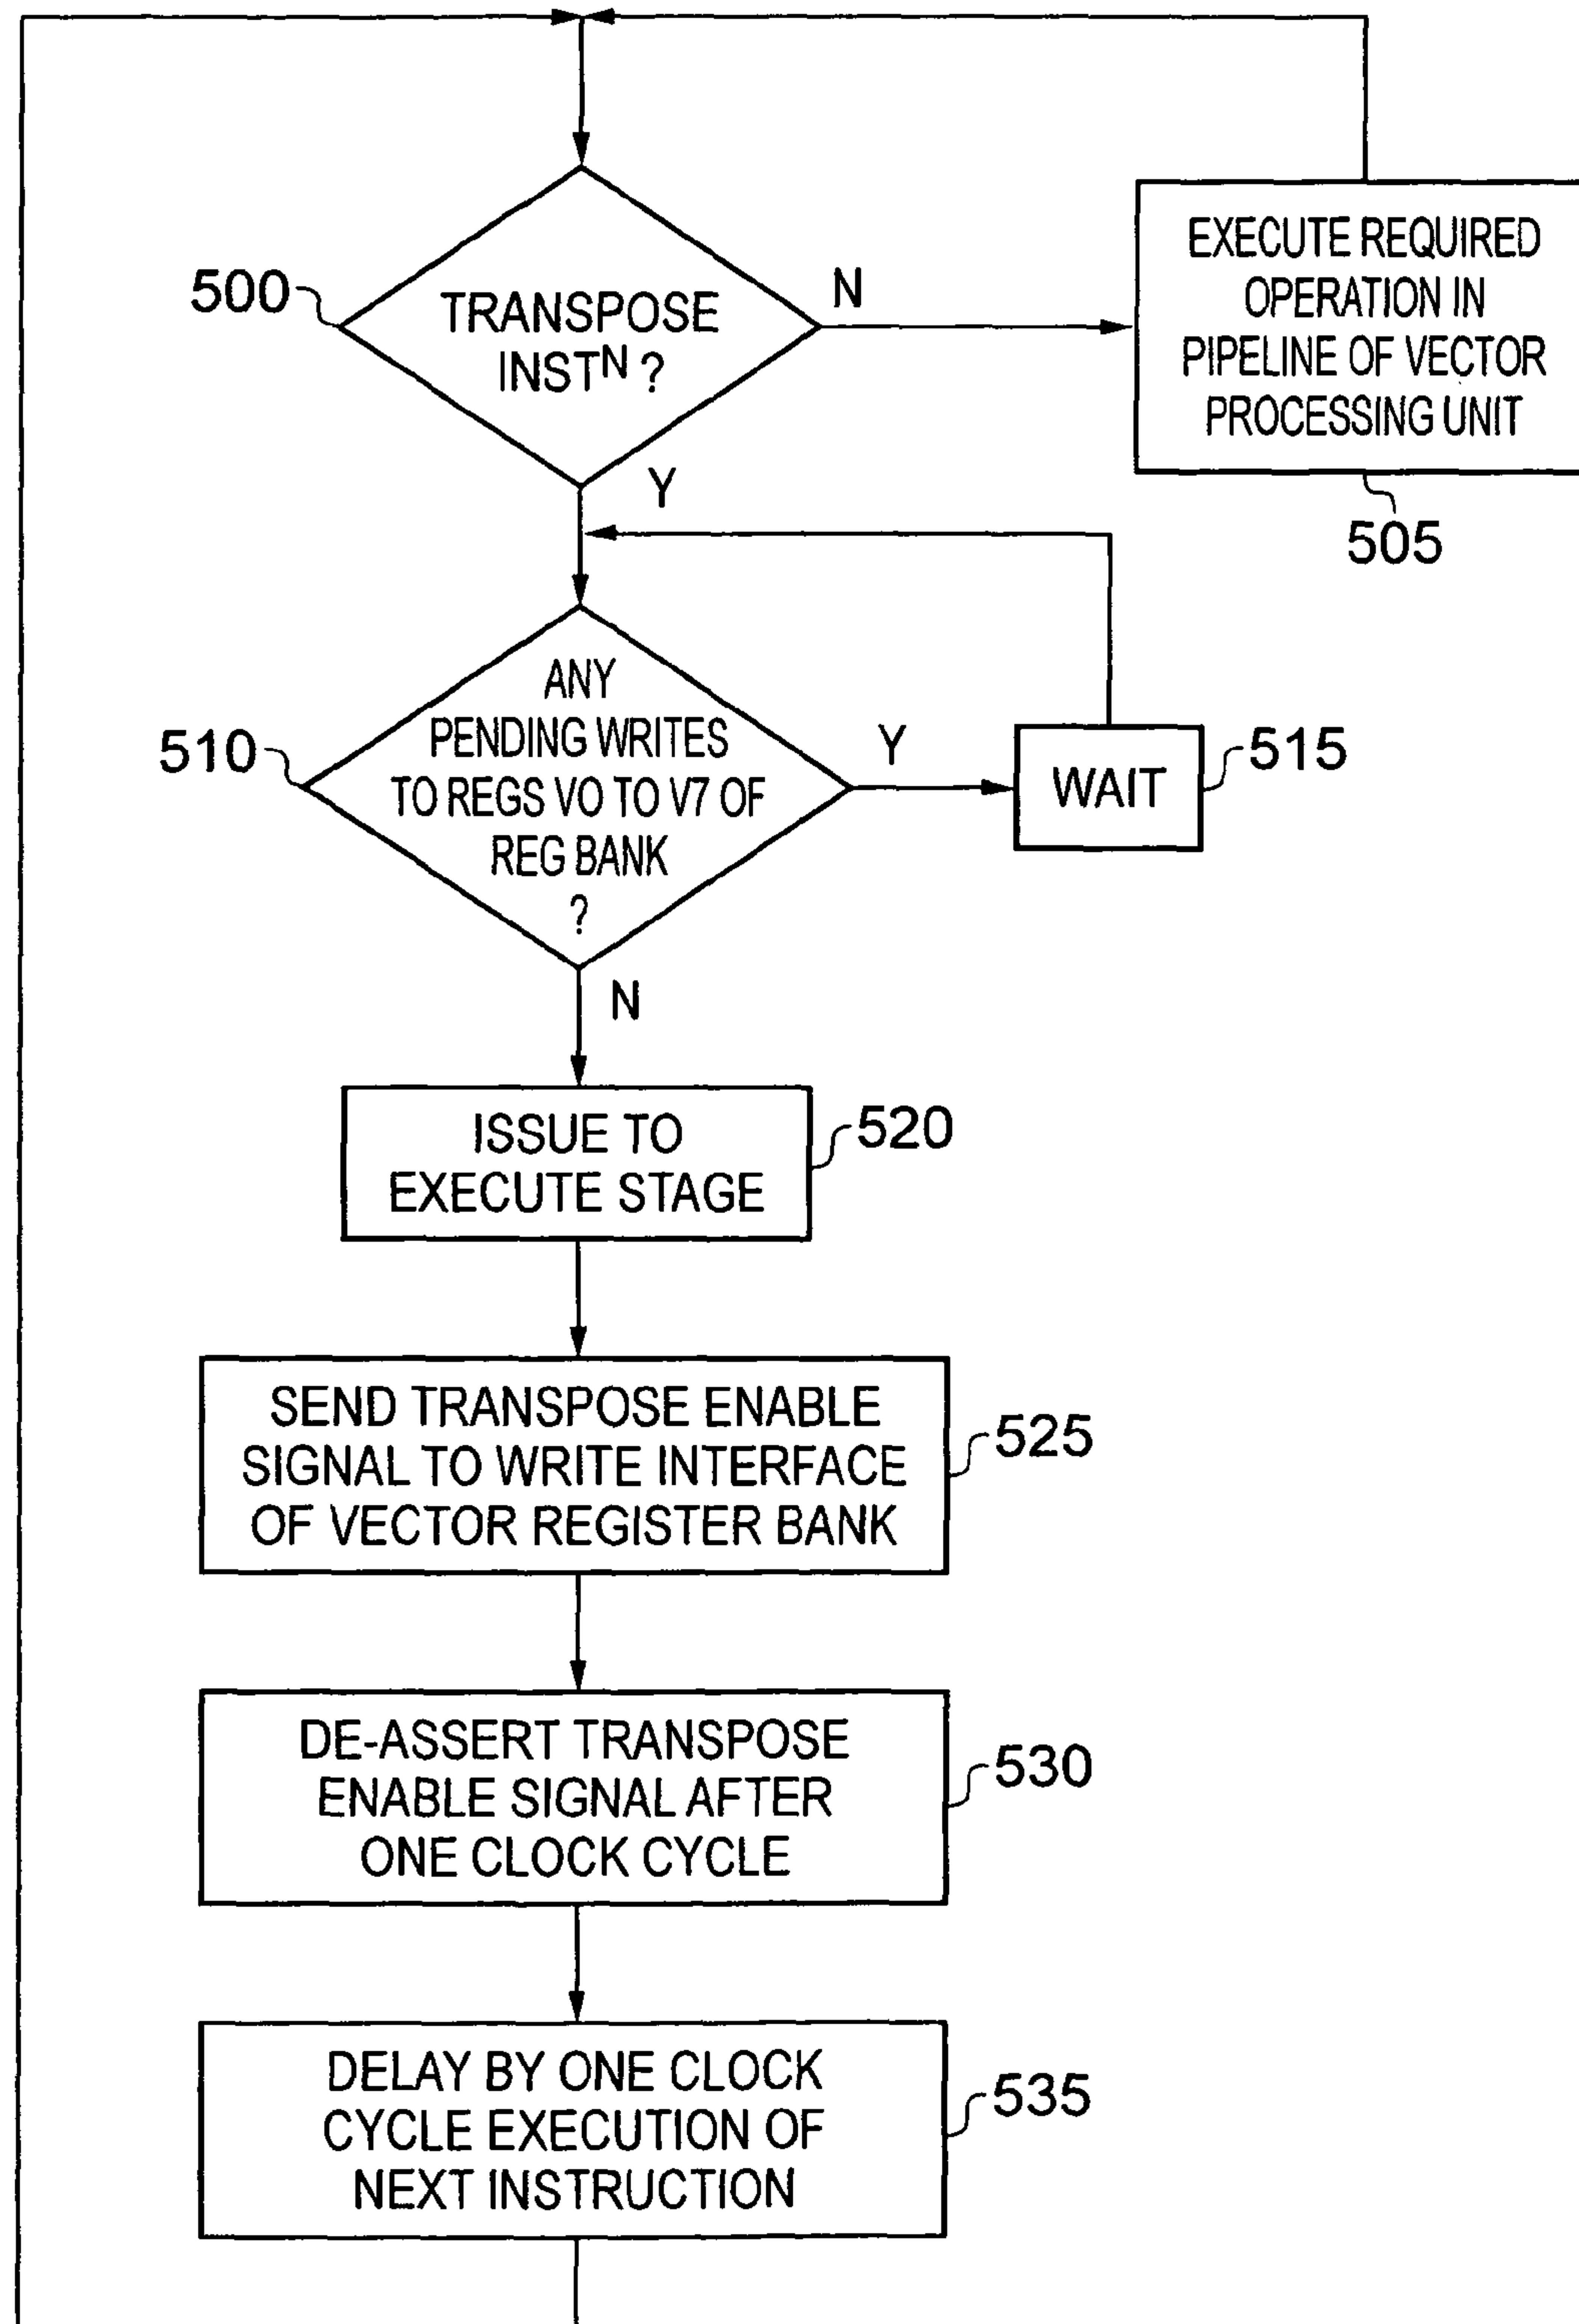 500
TRANSPOSE
INSTN ?
N
Y
EXECUTE REQUIRED
OPERATION IN
PIPELINE OF VECTOR
PROCESSING UNIT
505
510
ANY
PENDING WRITES
TO REGS VO TO V7 OF
REG BANK
?
Y
WAIT
515
N
ISSUE TO
EXECUTE STAGE
520
SEND TRANSPOSE ENABLE
SIGNAL TO WRITE INTERFACE
OF VECTOR REGISTER BANK
525
DE-ASSERT TRANSPOSE
ENABLE SIGNAL AFTER
ONE CLOCK CYCLE
530
DELAY BY ONE CLOCK
CYCLE EXECUTION OF
NEXT INSTRUCTION
535